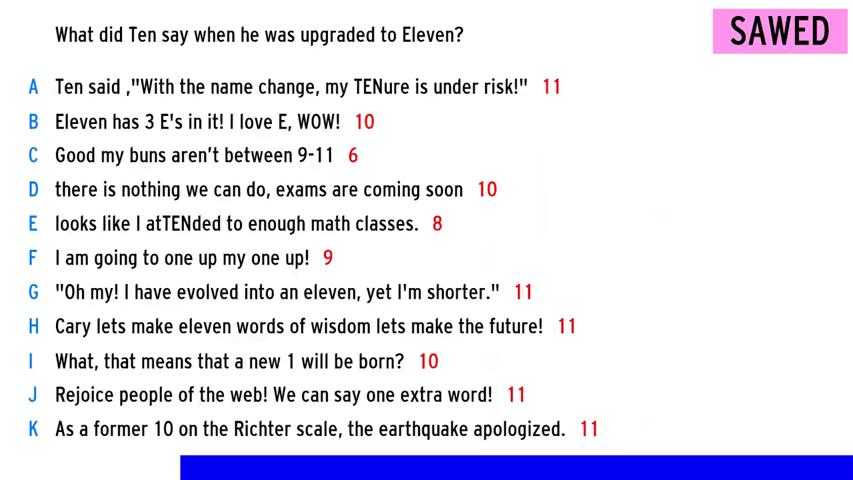 What did Ten say when he was upgraded to Eleven?
SAWED
A Ten said ,"With the name change, my TENure is under risk!" 11
B Eleven has 3 E's in it! I love E, WOW! 10
C Good my buns aren't between 9-11 6
D there is nothing we can do, exams are coming soon 10
E looks like I atTENded to enough math classes. 8
F I am going to one up my one up! 9
G "Oh my! I have evolved into an eleven, yet I'm shorter." 11
H Cary lets make eleven words of wisdom lets make the future! 11
I What, that means that a new 1 will be born? 10
J Rejoice people of the web! We can say one extra word! 11
K As a former 10 on the Richter scale, the earthquake apologized. 11